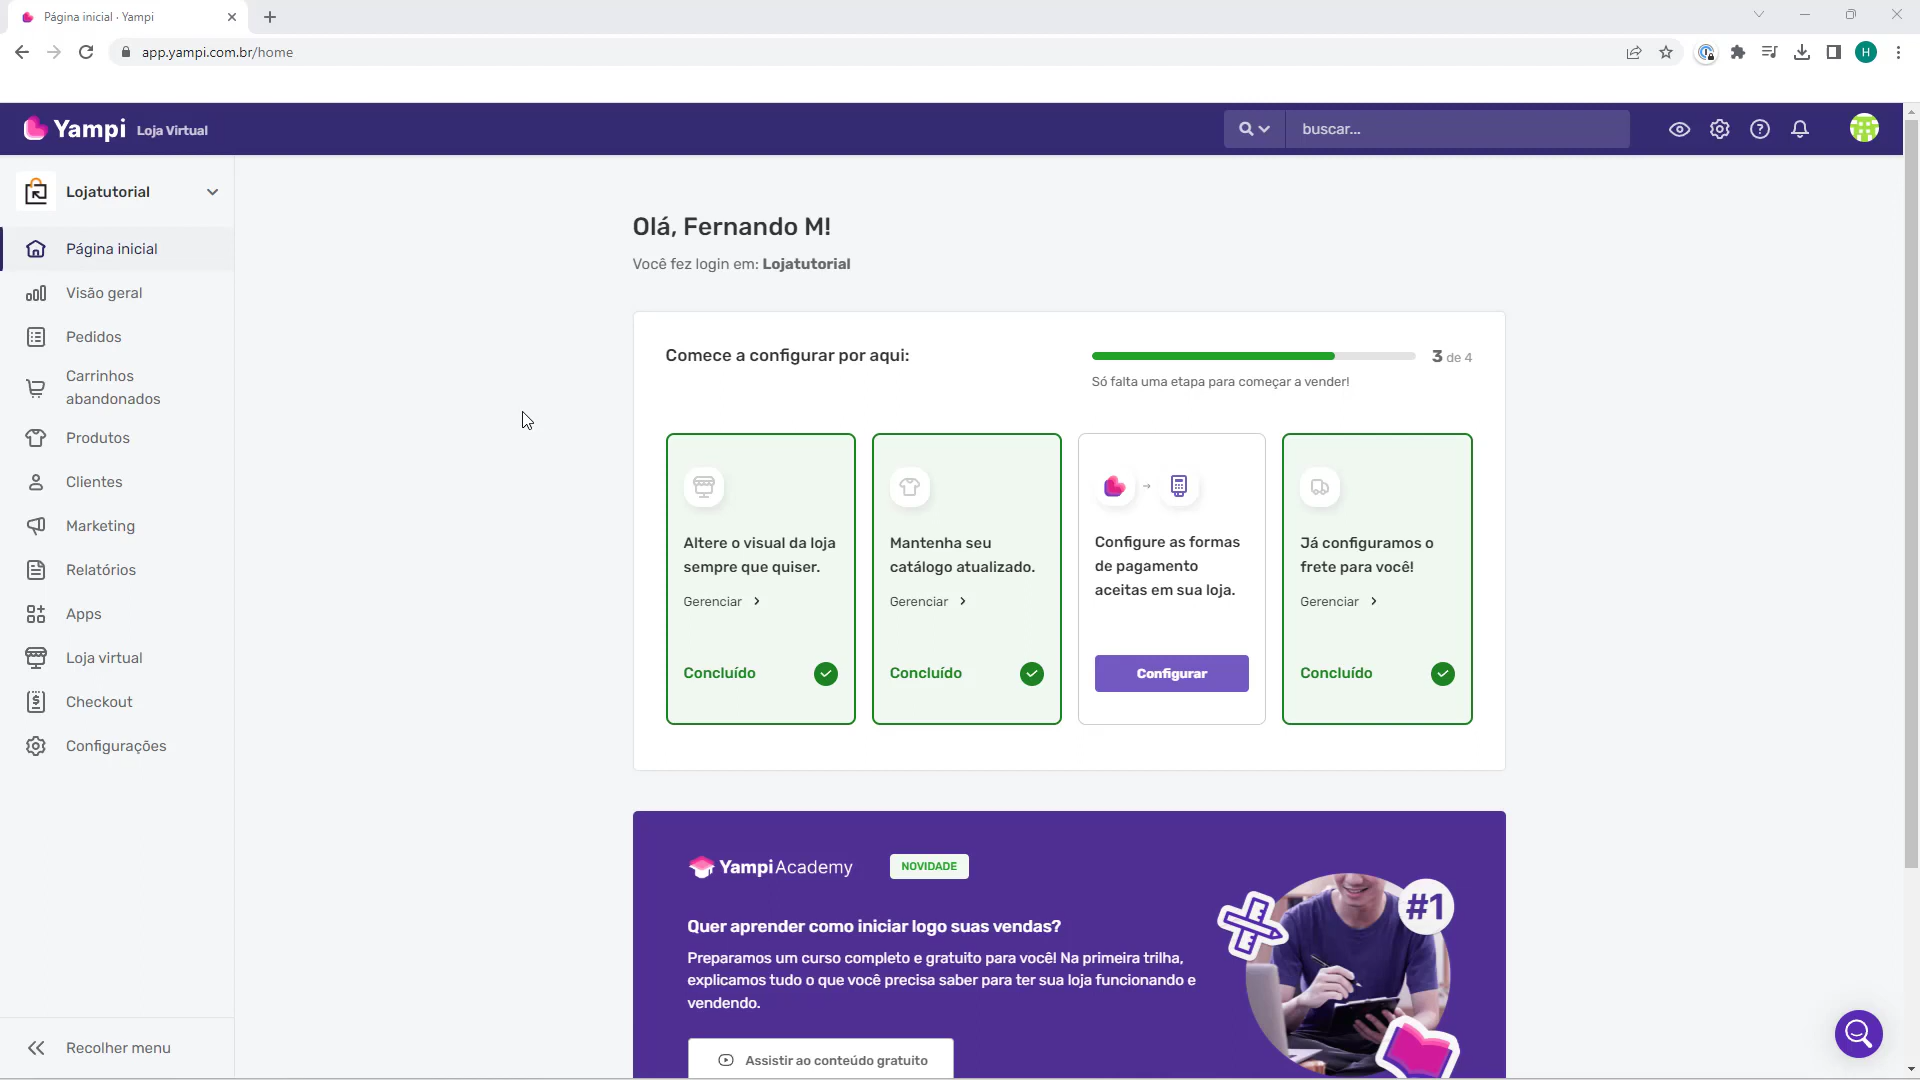 Página inicial · Yampi
app.yampi.com.br/home
H
Yampi Loja Virtual
buscar...
Lojatutorial
Página inicial
Visão geral
Pedidos
Carrinhos
abandonados
Produtos
Clientes
Marketing
Relatórios
Apps
Loja virtual
Checkout
Configurações
Recolher menu
Olá, Fernando M!
Você fez login em: Lojatutorial
Comece a configurar por aqui:
3 de 4
Só falta uma etapa para começar a vender!
Altere o visual da loja
sempre que quiser.
Gerenciar
Concluído
Mantenha seu
catálogo atualizado.
Gerenciar
Concluído
Configure as formas
de pagamento
aceitas em sua loja.
Configurar
Já configuramos o
frete para você!
Gerenciar
Concluído
YampiAcademy
NOVIDADE
Quer aprender como iniciar logo suas vendas?
Preparamos um curso completo e gratuito para você! Na primeira trilha,
explicamos tudo o que você precisa saber para ter sua loja funcionando e
vendendo.
Assistir ao conteúdo gratuito
#1